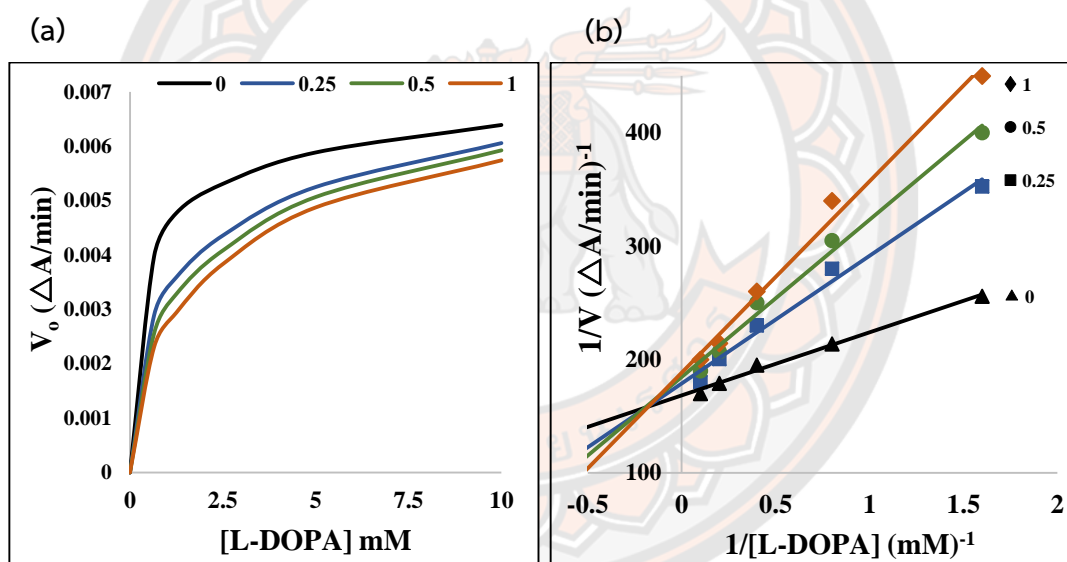 (a)
0 0.25 0.5 1
0.007
0.006
0.005
0.004
0.003
0.002
0.001
0
V₀ (△A/min)
0 2.5 5 7.5 10
[L-DOPA] mM
(b)
1
0.5
0.25
0
400
300
200
100
1/V (△A/min)⁻¹
-0.5 0 0.5 1 1.5 2
1/[L-DOPA] (mM)⁻¹